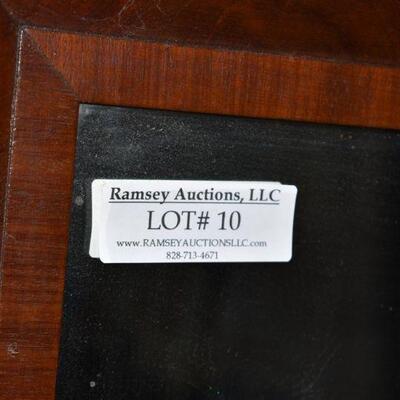 Ramsey Auctions, LLC
LOT# 10
www.RAMSEYAUCTIONSLLC.com
828-713-4671